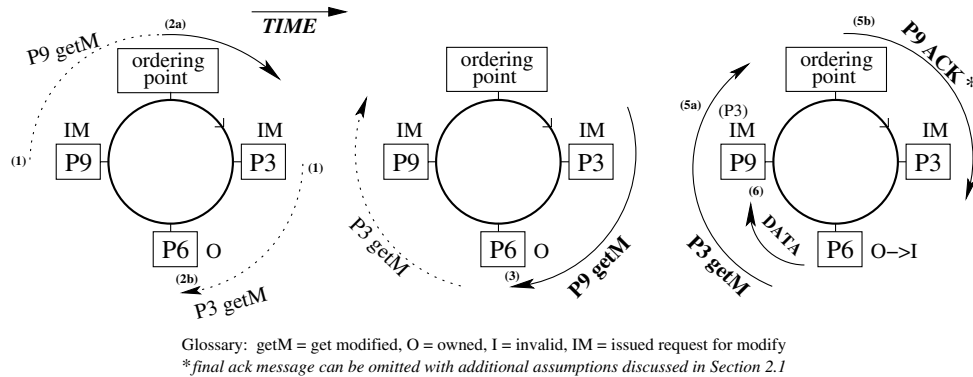 (2a)
TIME
P9 getM
ordering
point
IM
IM
(1)
P9
P3
(1)
P6
O
(2b)
P3 getM
ordering
point
IM
IM
P9
P3
P3 getM
P6
O
(3)
P9 getM
(5b)
P9 ACK *
ordering
point
(5a)
(P3)
IM
IM
P9
P3
(6)
DATA
P6
O−>I
P3 getM
Glossary: getM = get modified, O = owned, I = invalid, IM = issued request for modify
*final ack message can be omitted with additional assumptions discussed in Section 2.1